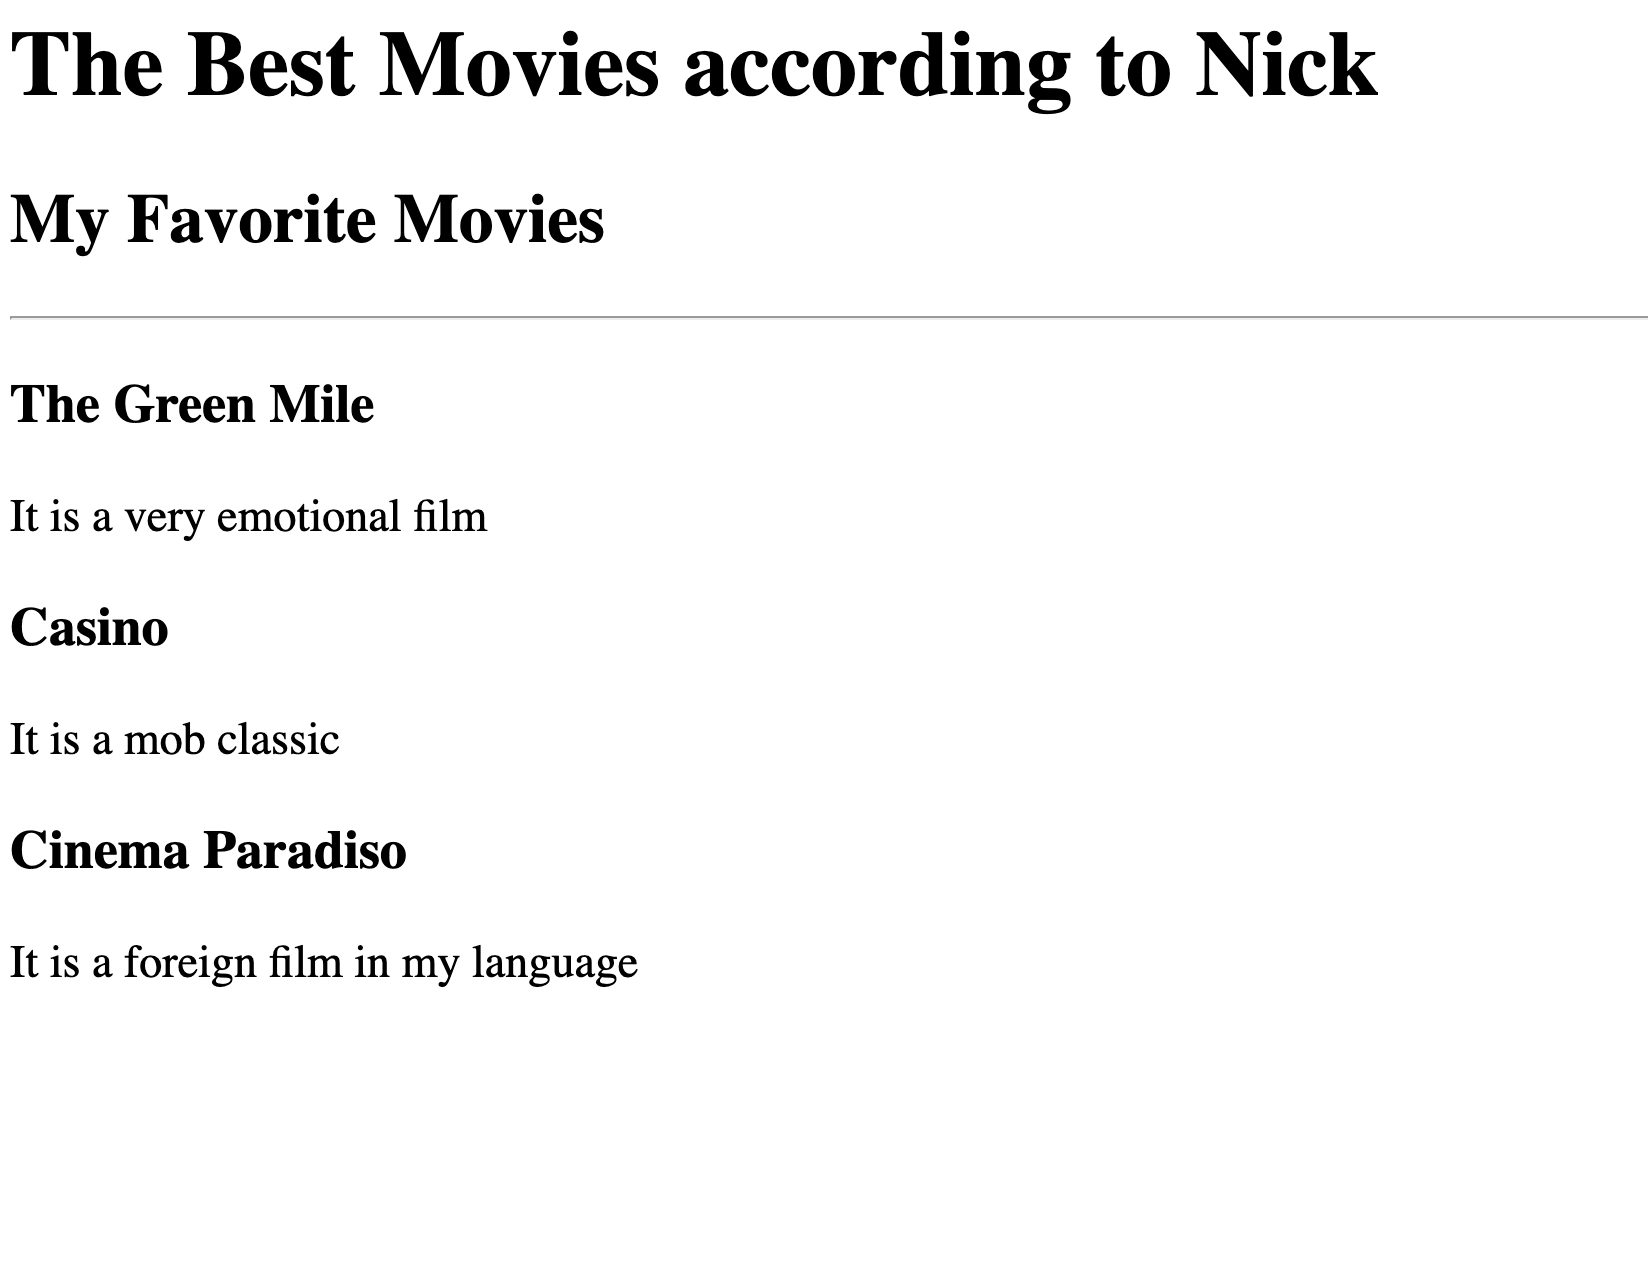 The Best Movies according to Nick
My Favorite Movies
The Green Mile
It is a very emotional film
Casino
It is a mob classic
Cinema Paradiso
It is a foreign film in my language